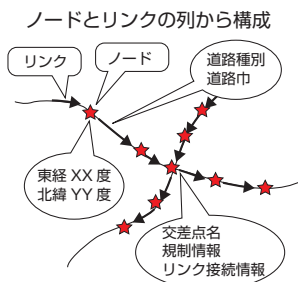 ノードとリンクの列から構成
リンク
ノード
道路種別
道路巾
東経 XX 度
北緯 YY 度
交差点名
規制情報
リンク接続情報